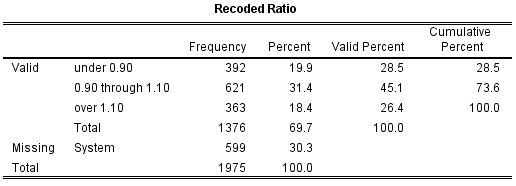 Recoded Ratio
Frequency Percent Valid Percent Cumulative Percent
Valid under 0.90 392 19.9 28.5 28.5
0.90 through 1.10 621 31.4 45.1 73.6
over 1.10 363 18.4 26.4 100.0
Total 1376 69.7 100.0
Missing System 599 30.3
Total 1975 100.0